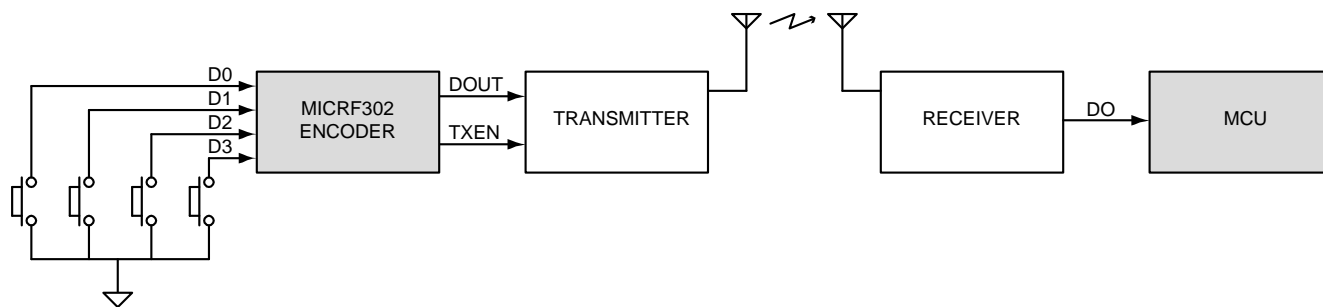 D0
D1
D2
D3
MICRF302
ENCODER
DOUT
TXEN
TRANSMITTER
RECEIVER
DO
MCU